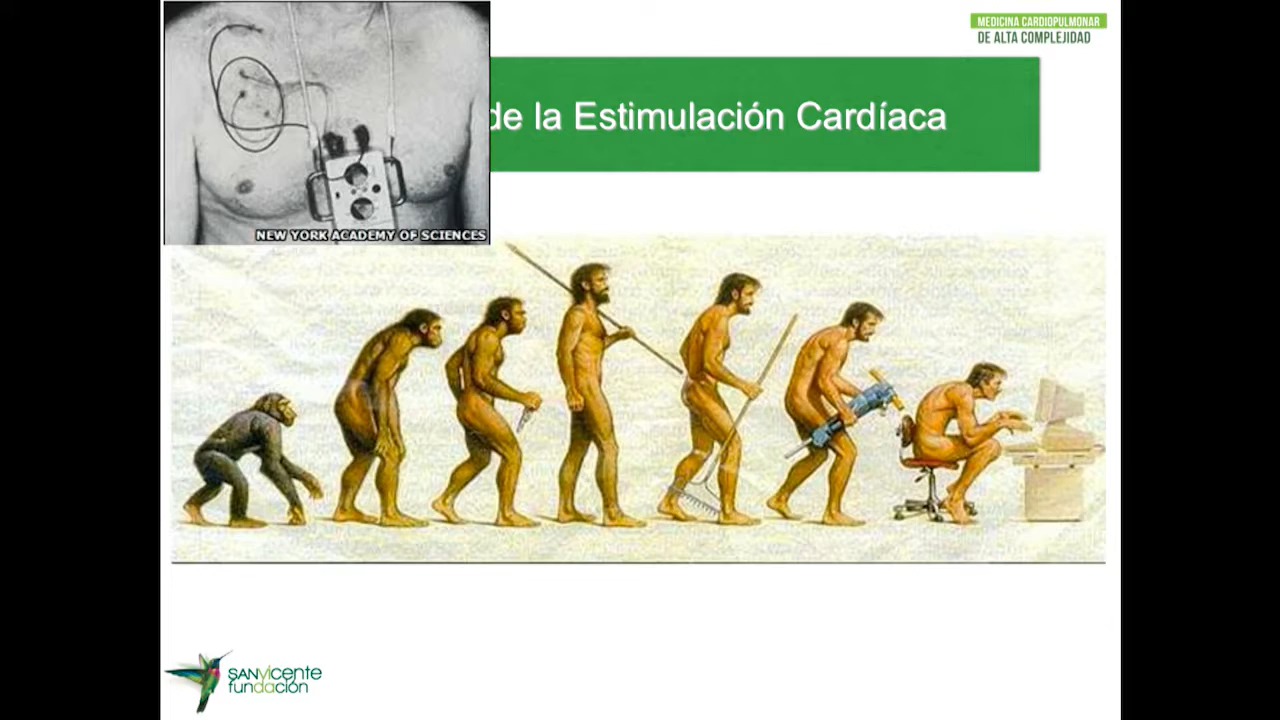 MEDICINA CARDIOPULMONAR
DE ALTA COMPLEJIDAD
de la Estimulación Cardíaca
NEW YORK ACADEMY OF SCIENCES
SANVICENTE
fUNDACIÓN